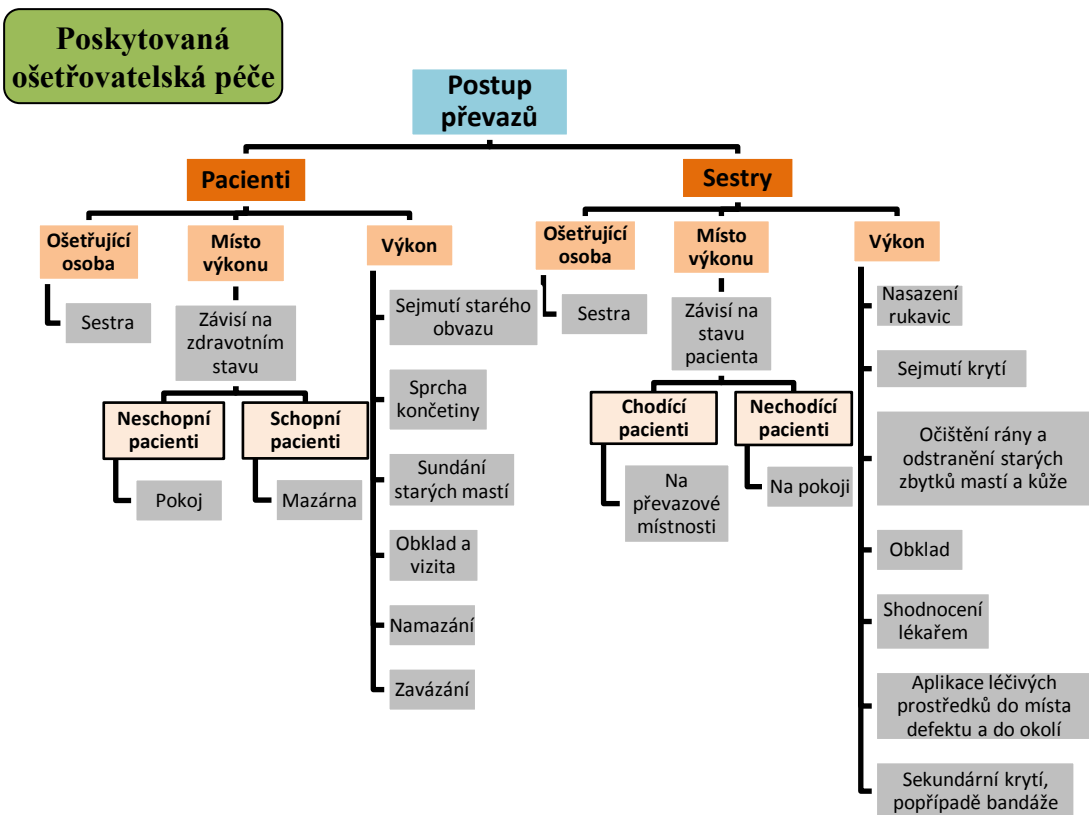 Poskytovaná
ošetřovatelská péče
Postup
převazů
Pacienti
Ošetřující
osoba
Sestra
Místo
výkonu
Závisí na
zdravotním
stavu
Neschopní
pacienti
Pokoj
Schopní
pacienti
Mazárna
Výkon
Sejmutí starého
obvazu
Sprcha
končetiny
Sundání
starých mastí
Obklad a
vizita
Namazání
Zavázání
Sestry
Ošetřující
osoba
Sestra
Místo
výkonu
Závisí na
stavu
pacienta
Chodící
pacienti
Na
převazové
místnosti
Nechodící
pacienti
Na pokoji
Výkon
Nasazení
rukavic
Sejmutí krytí
Očištění rány a
odstranění starých
zbytků mastí a kůže
Obklad
Shodnocení
lékařem
Aplikace léčivých
prostředků do místa
defektu a do okolí
Sekundární krytí,
popřípadě bandáže